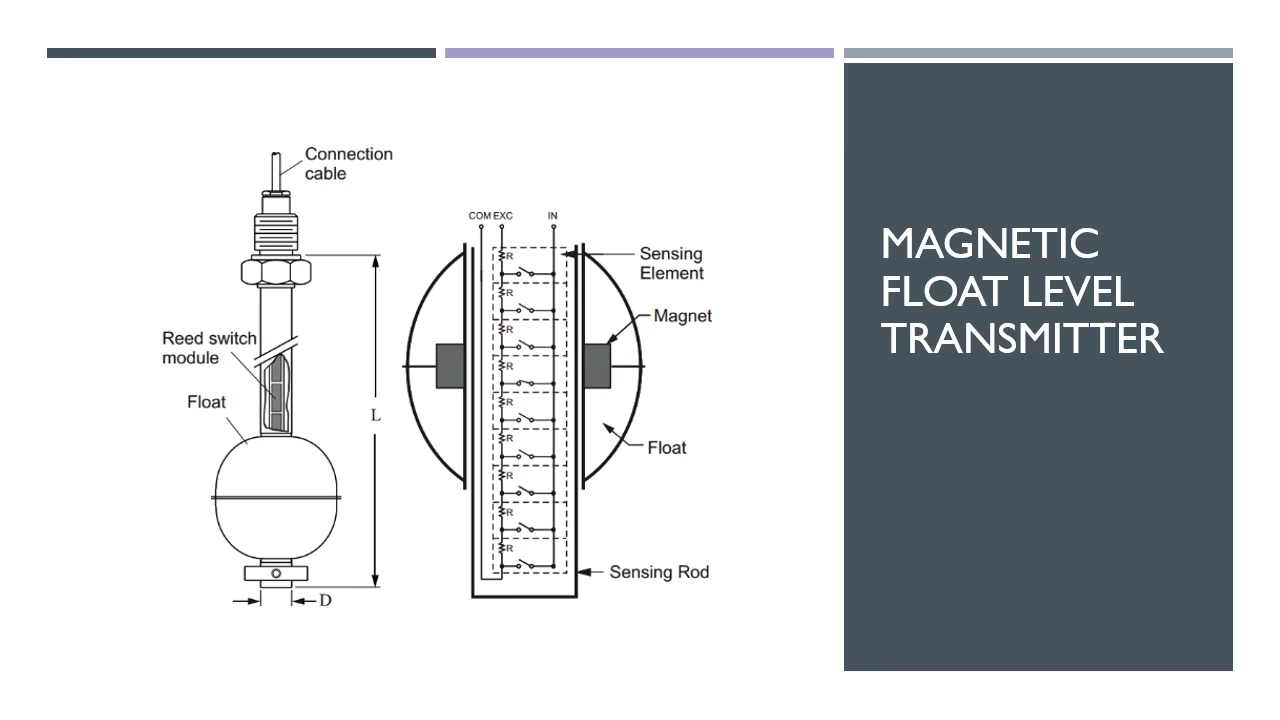 Connection
cable
Reed switch
module
Float
L
D
COM EXC IN
R
R
R
R
R
R
R
R
R
Sensing
Element
Magnet
Float
Sensing Rod
MAGNETIC
FLOAT LEVEL
TRANSMITTER